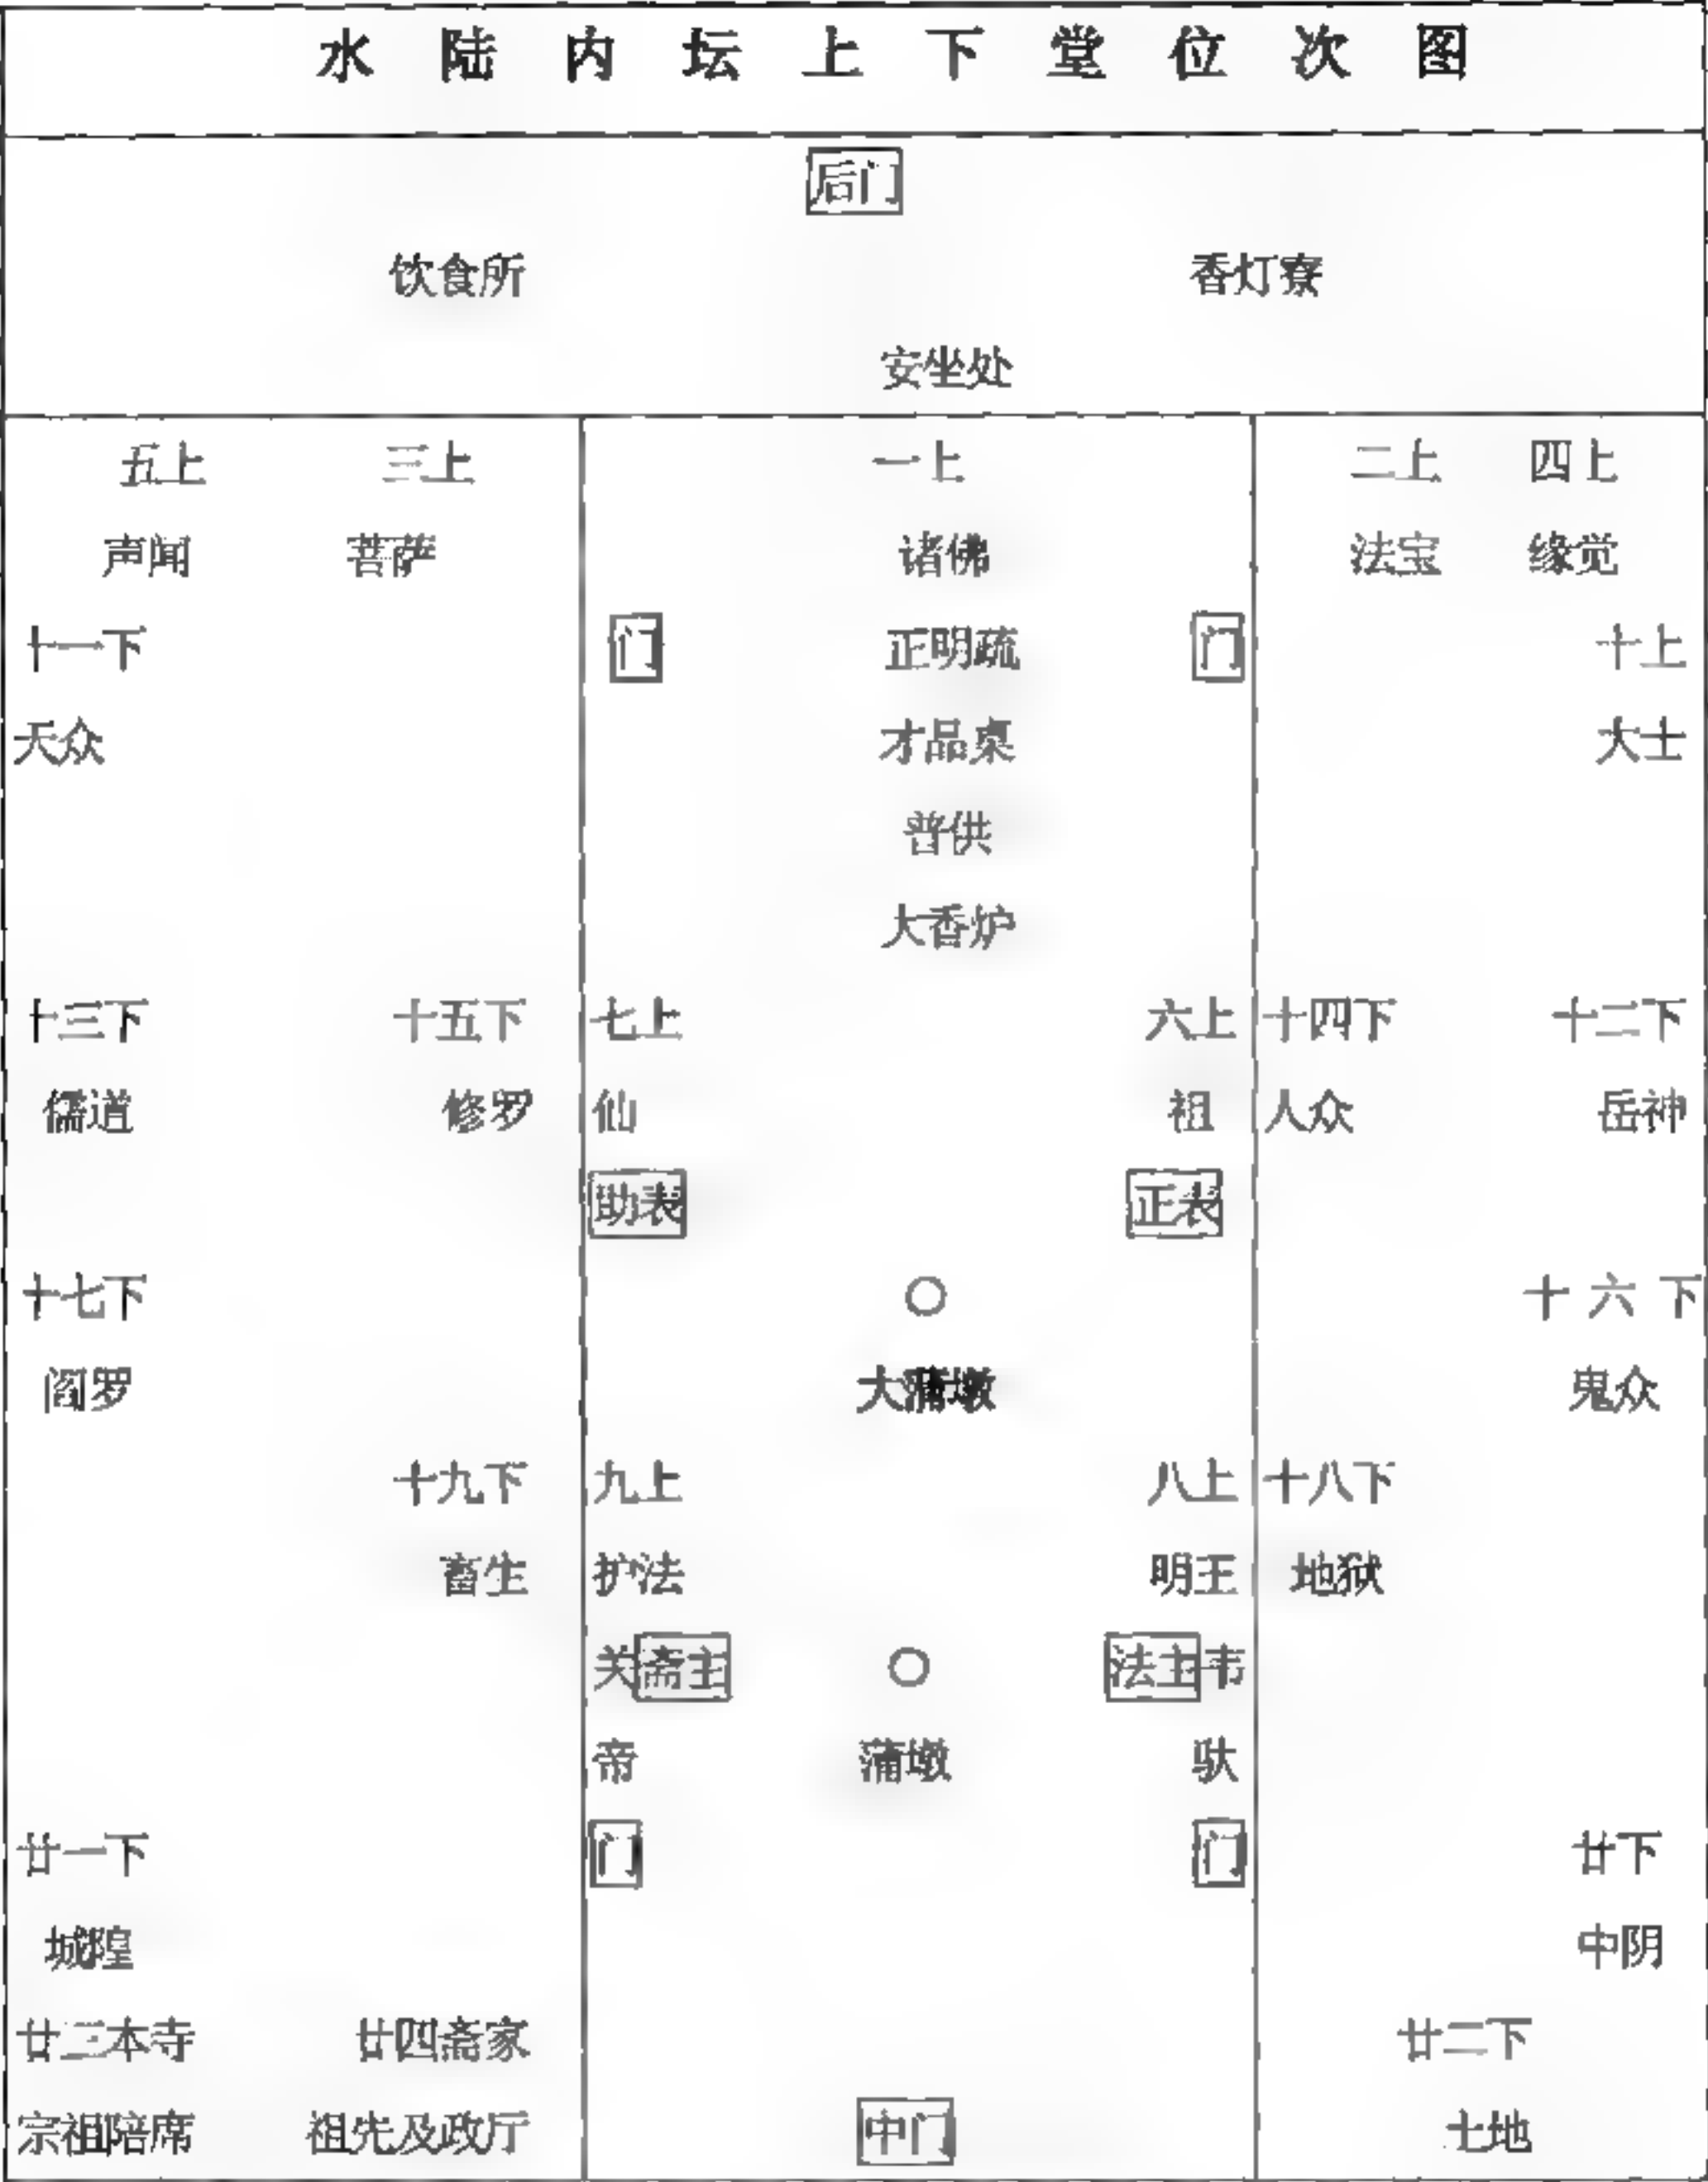 水陆内坛上下堂位次图
后门
饮食所 香灯寮
安坐处
五上 三上 一上 二上 四上
声闻 菩萨 诸佛 法宝 缘觉
十一下 门 正明疏 门 十上
天众 才品桌 大士
普供
大香炉
十三下 十五下 七上 六上 十四下 十二下
儒道 修罗 仙 祖 人众 岳神
助表 正表
十七下 ○ 十六下
阎罗 大蒲墩 鬼众
十九下 九上 八上 十八下
畜生 护法 明王 地狱
关 斋主 ○ 法主 韦
帝 蒲墩 驮
廿一下 门 门 廿下
城隍 中阴
廿三本寺 廿四斋家 廿二下
宗祖陪席 祖先及政厅 中门 土地